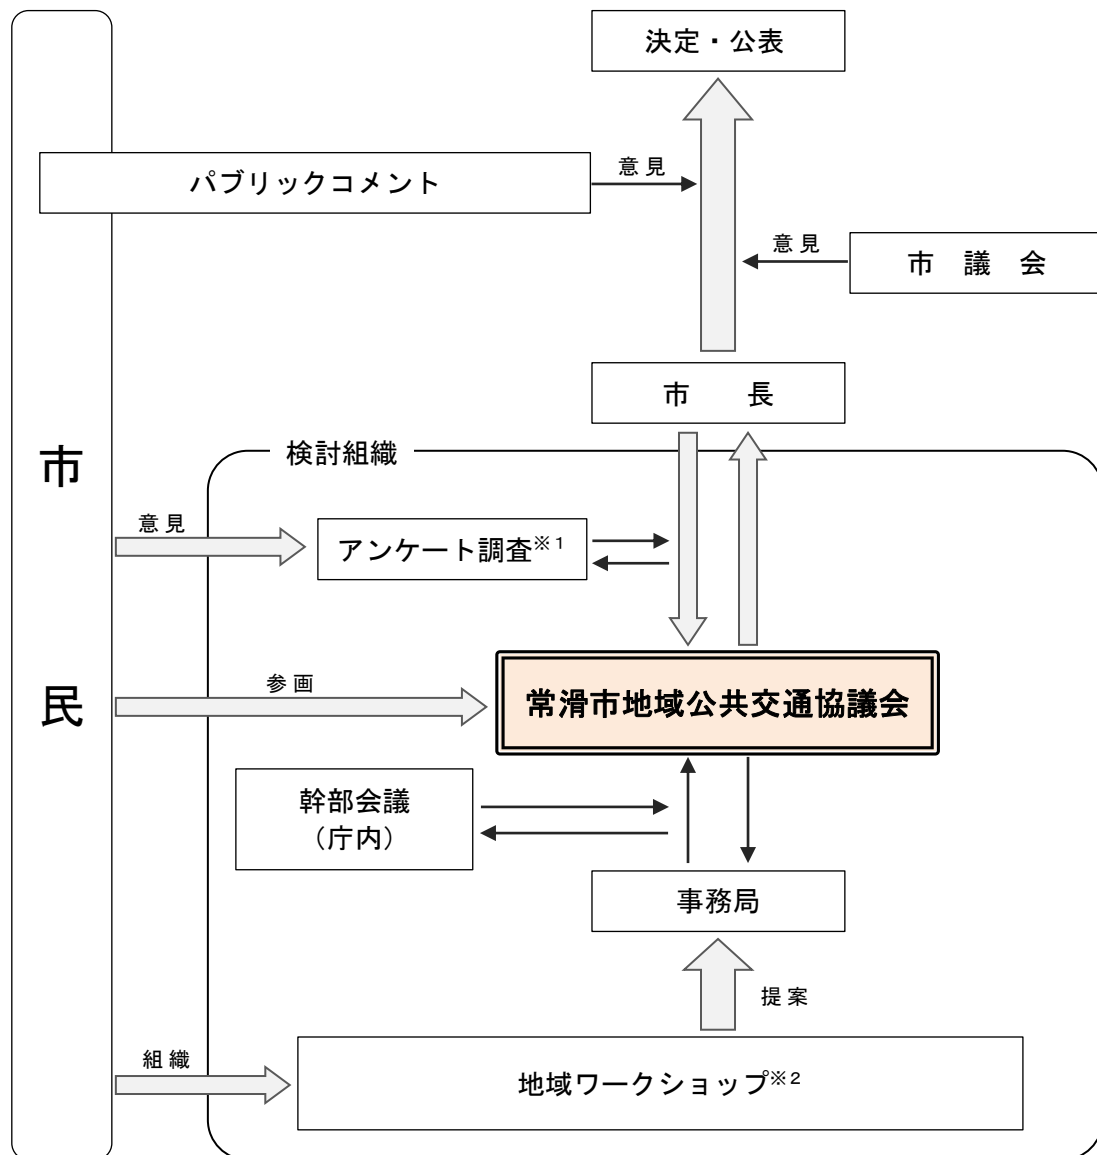 決定・公表
パブリックコメント
意見
意見
市　議　会
市　　長
市
民
検討組織
意見
アンケート調査※1
参画
常滑市地域公共交通協議会
幹部会議
（庁内）
事務局
提案
組織
地域ワークショップ※2